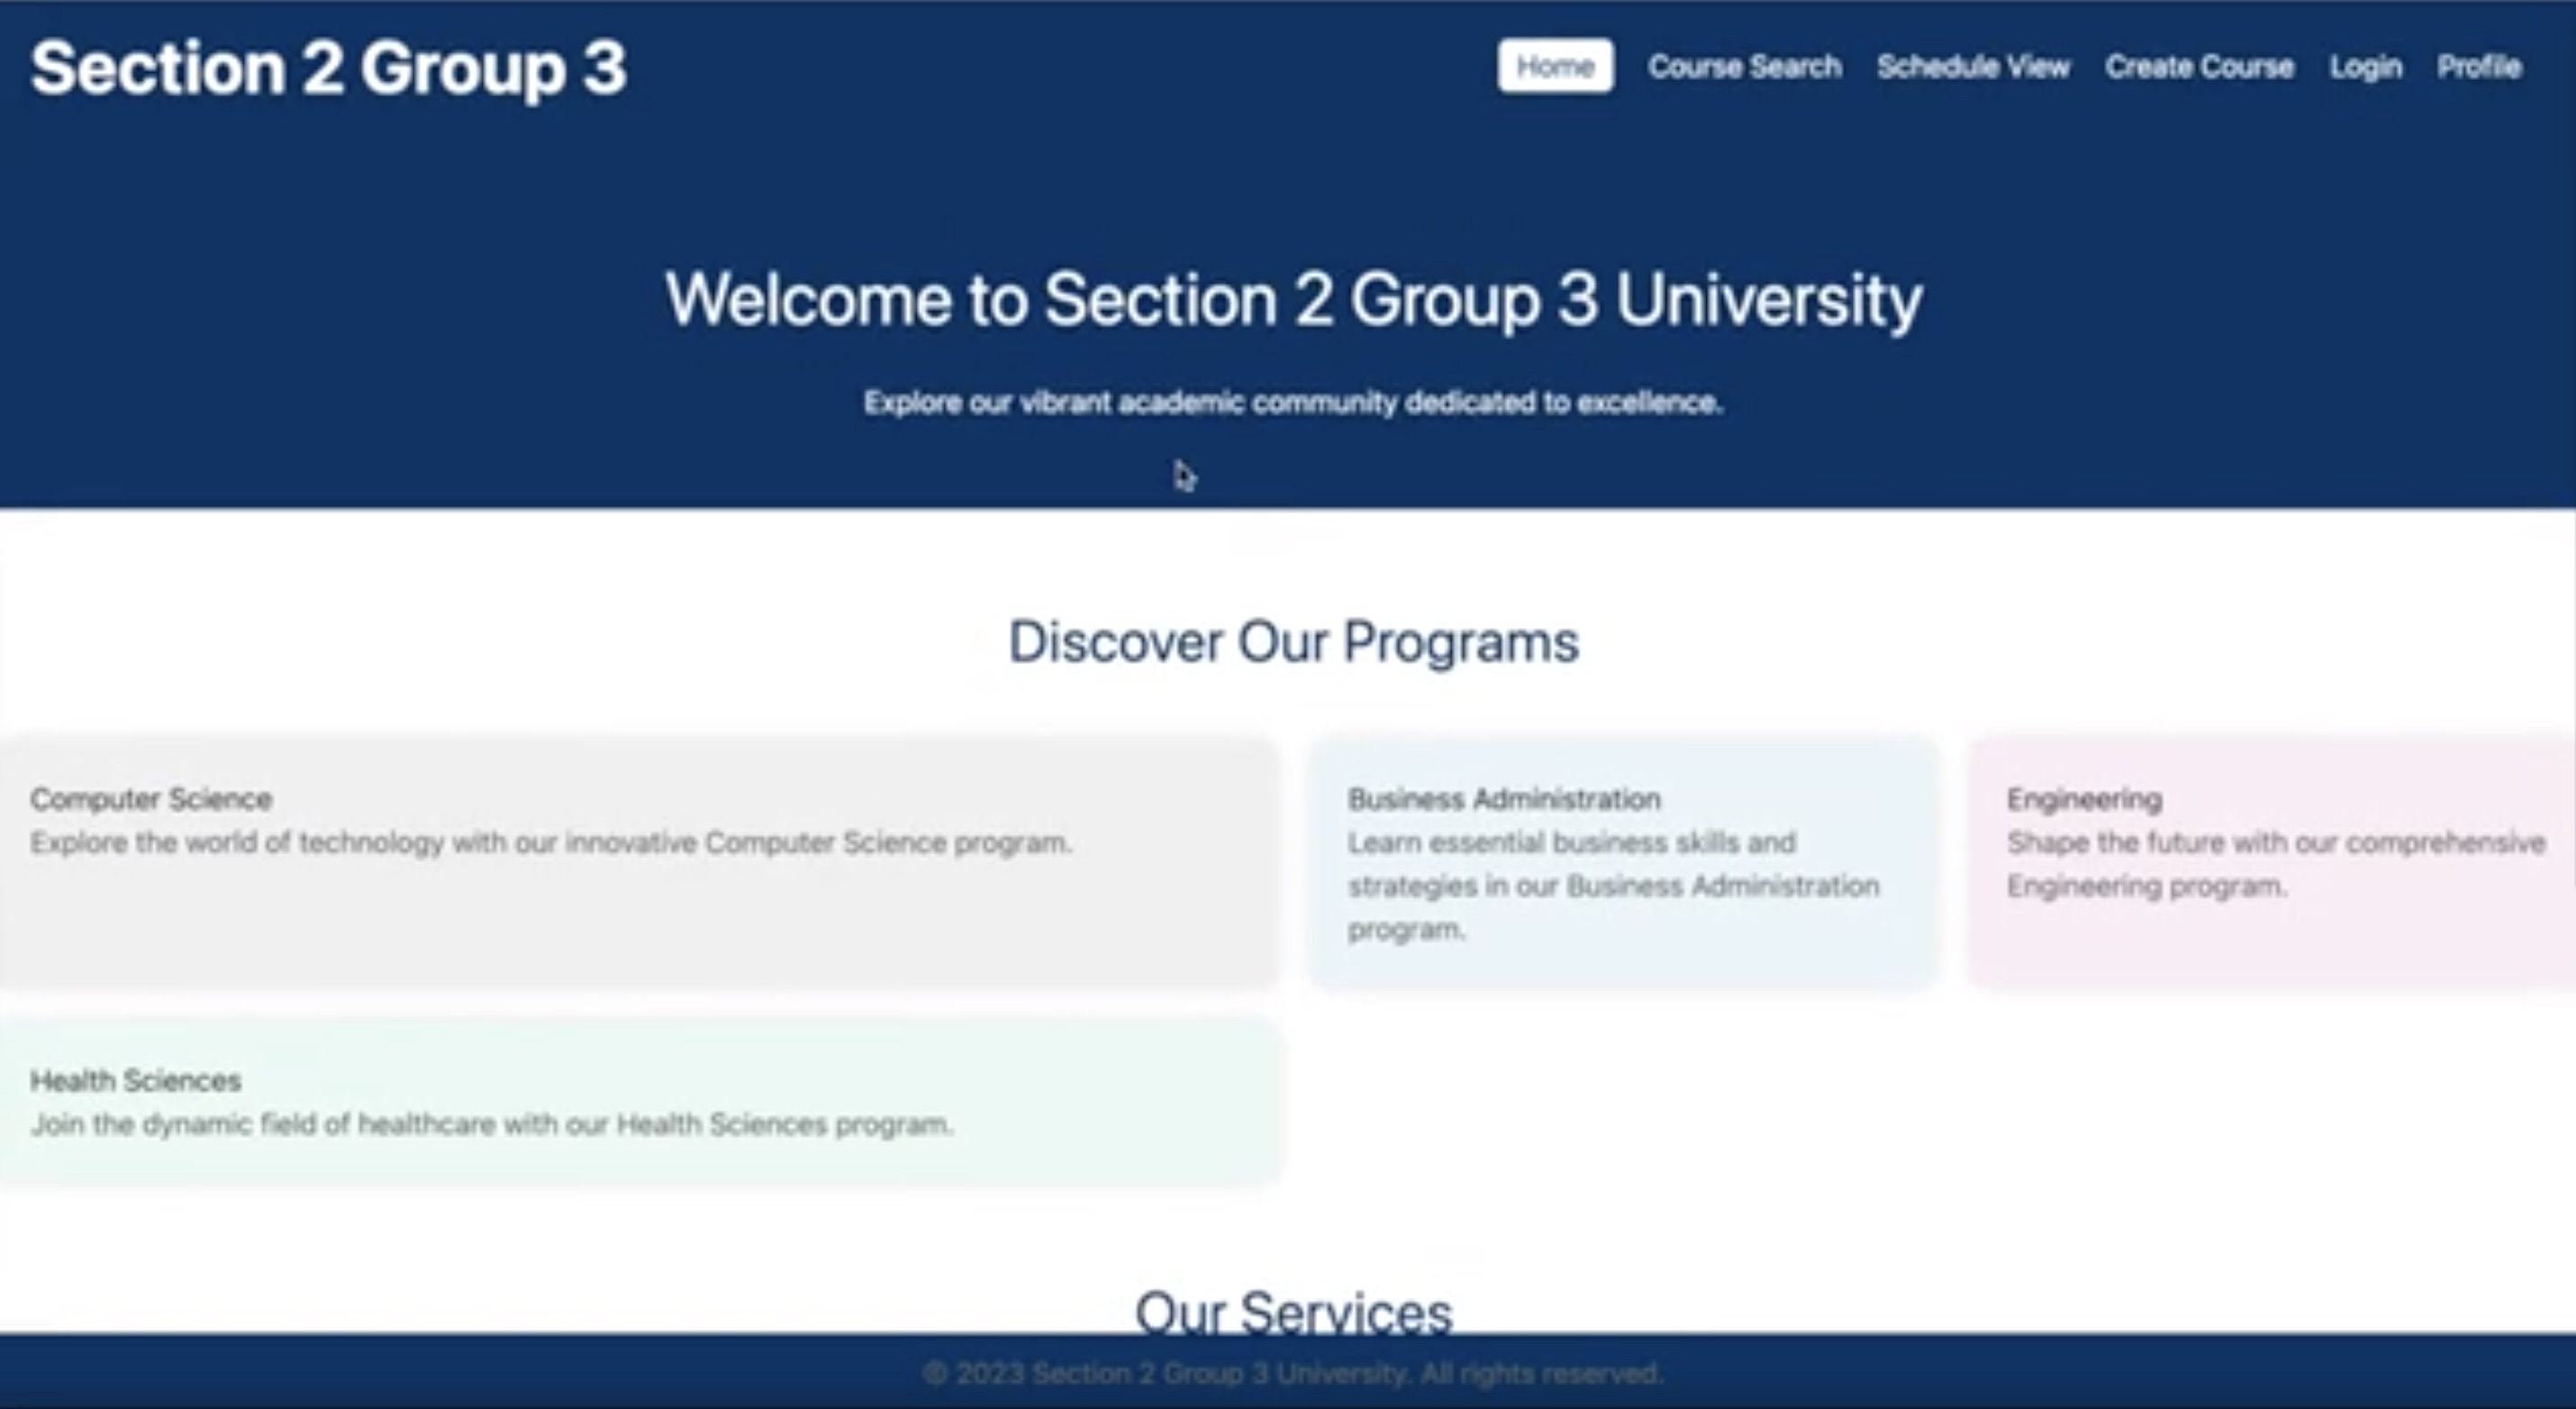 Section 2 Group 3
Home Course Search Schedule View Create Course Login Profile
Welcome to Section 2 Group 3 University
Explore our vibrant academic community dedicated to excellence.
Discover Our Programs
Computer Science
Explore the world of technology with our innovative Computer Science program.
Business Administration
Learn essential business skills and
strategies in our Business Administration
program.
Engineering
Shape the future with our comprehensive
Engineering program.
Health Sciences
Join the dynamic field of healthcare with our Health Sciences program.
Our Services
© 2023 Section 2 Group 3 University. All rights reserved.